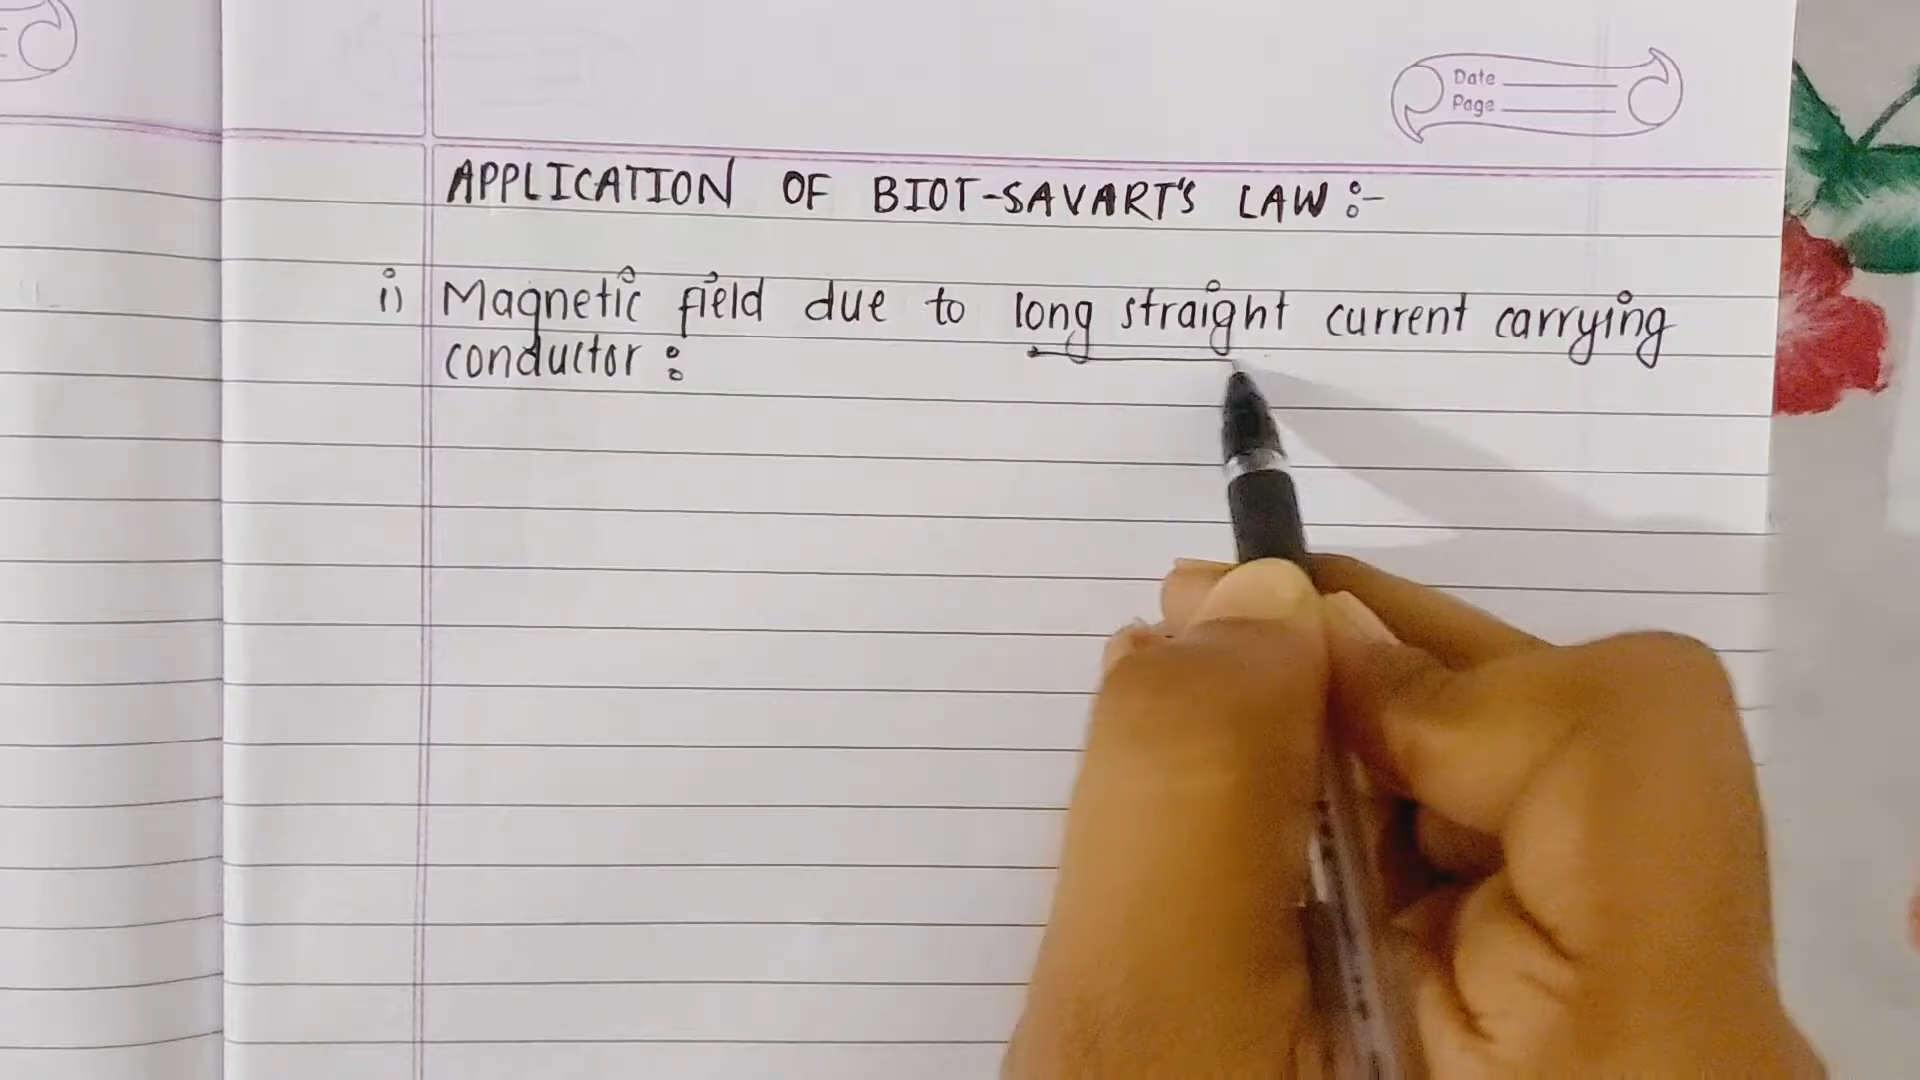 Date
Page
APPLICATION OF BIOT-SAVART'S LAW :-
i) Magnetic field due to long straight current carrying
conductor :